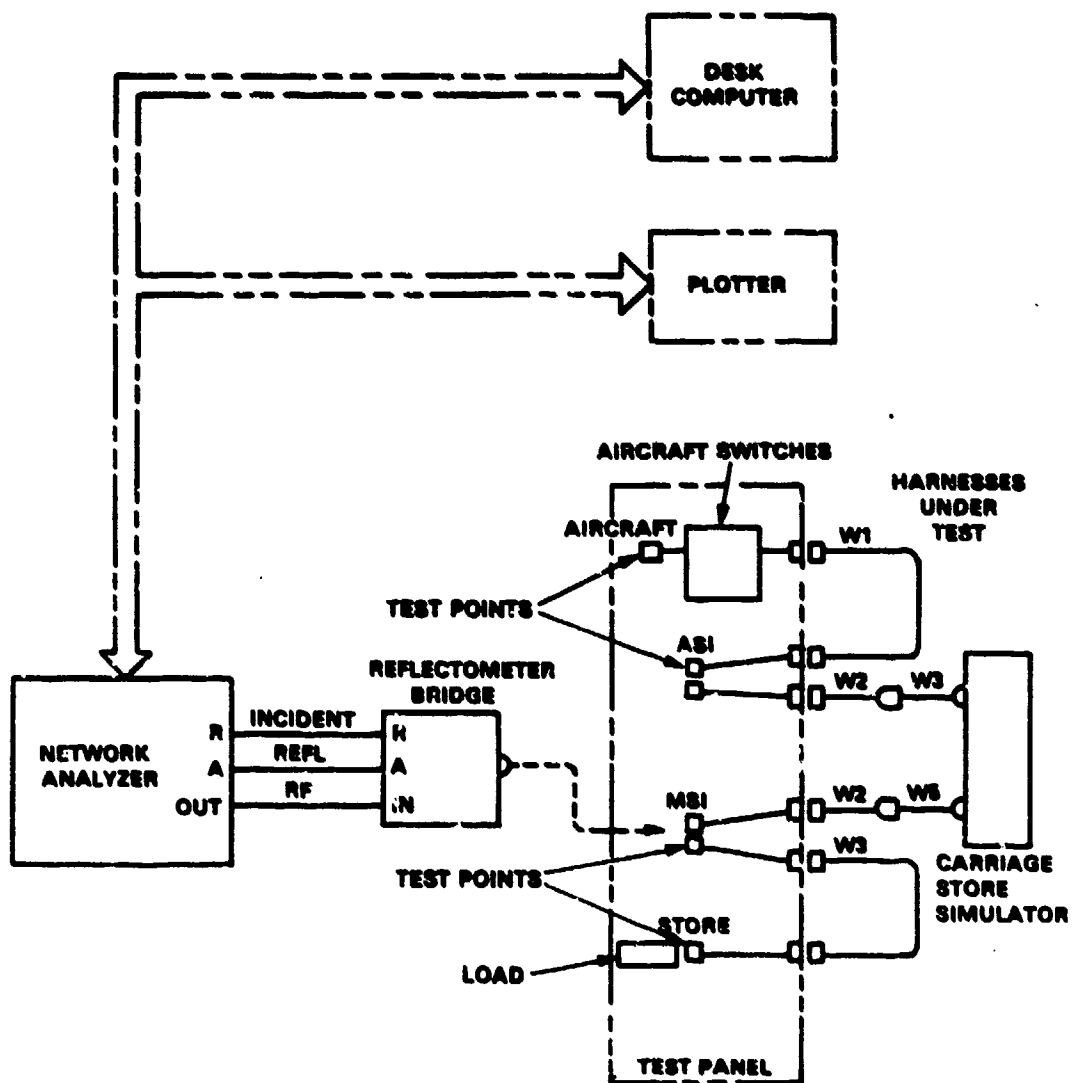 DESK
COMPUTER
PLOTTER
AIRCRAFT SWITCHES
HARNESSES
UNDER
TEST
AIRCRAFT
W1
TEST POINTS
ASI
REFLECTOMETER
BRIDGE
W2
W3
NETWORK
ANALYZER
R
INCIDENT
R
A
REFL
A
OUT
RF
IN
MSI
W2
W5
W3
TEST POINTS
CARRIAGE
STORE
SIMULATOR
STORE
LOAD
TEST PANEL